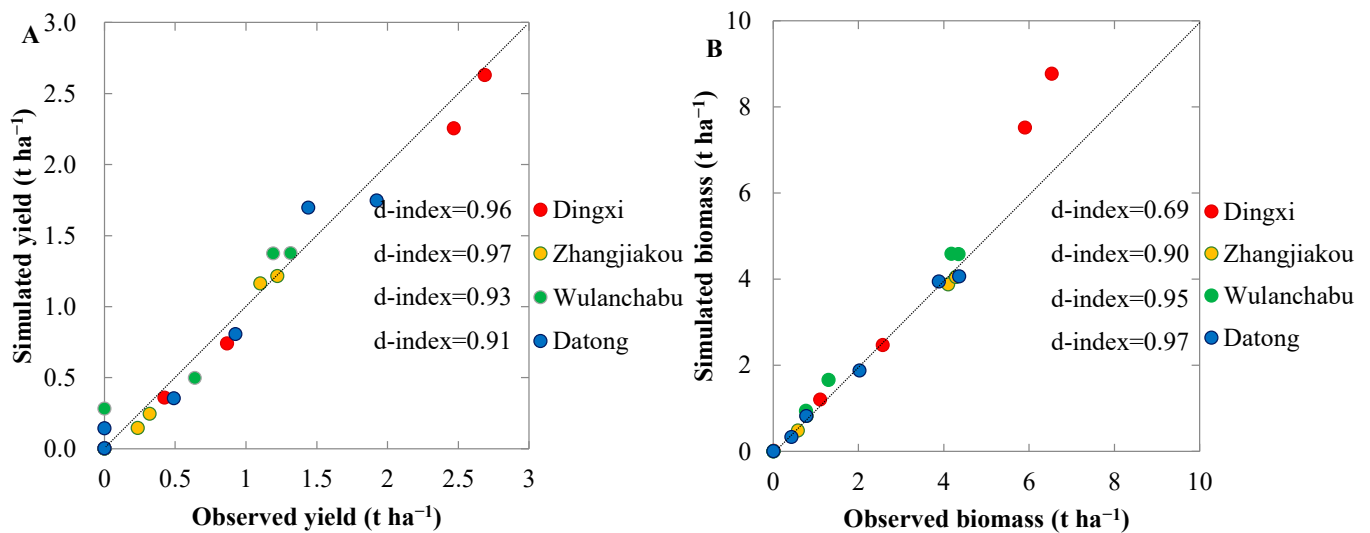 A
Simulated yield (t ha⁻¹)
3.0
2.5
2.0
1.5
1.0
0.5
0.0
0
0.5
1
1.5
2
2.5
3
Observed yield (t ha⁻¹)
d-index=0.96
Dingxi
d-index=0.97
Zhangjiakou
d-index=0.93
Wulanchabu
d-index=0.91
Datong
B
Simulated biomass (t ha⁻¹)
10
8
6
4
2
0
0
2
4
6
8
10
Observed biomass (t ha⁻¹)
d-index=0.69
Dingxi
d-index=0.90
Zhangjiakou
d-index=0.95
Wulanchabu
d-index=0.97
Datong